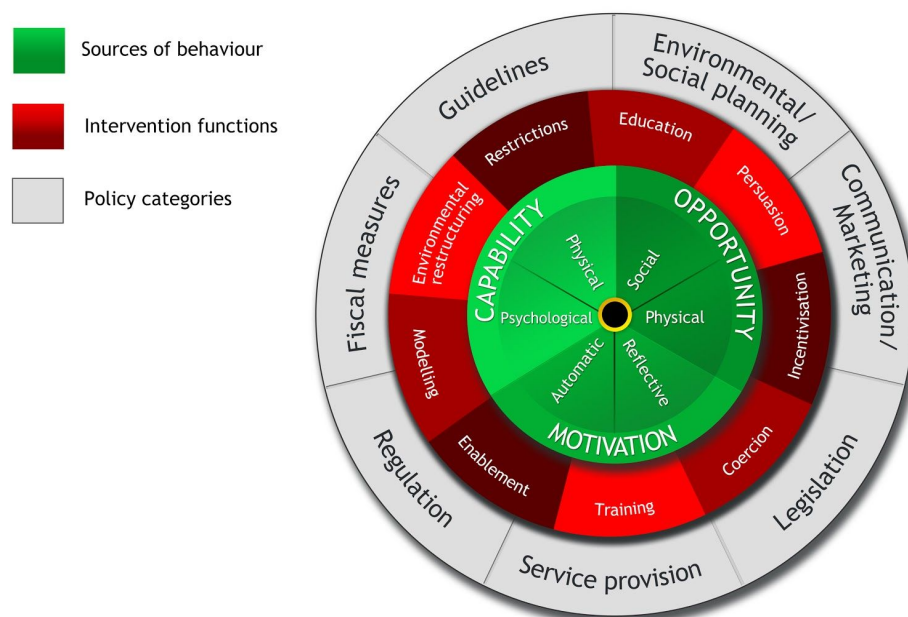 Sources of behaviour
Intervention functions
Policy categories
Guidelines
Environmental/
Social planning
Communication/
Marketing
Legislation
Service provision
Regulation
Fiscal measures
Restrictions
Education
Persuasion
Incentivisation
Coercion
Training
Enablement
Modelling
Environmental
restructuring
CAPABILITY
OPPORTUNITY
MOTIVATION
Physical
Social
Psychological
Physical
Automatic
Reflective